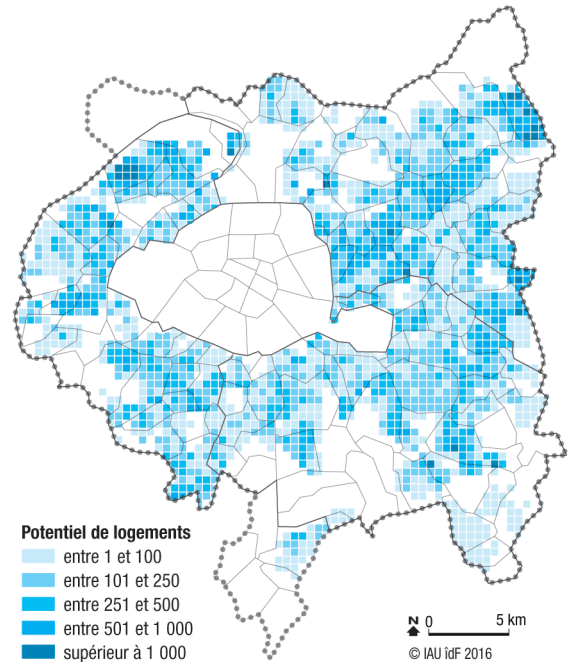 Potentiel de logements
entre 1 et 100
entre 101 et 250
entre 251 et 500
entre 501 et 1 000
supérieur à 1 000
N 0 5 km
© IAU îdF 2016